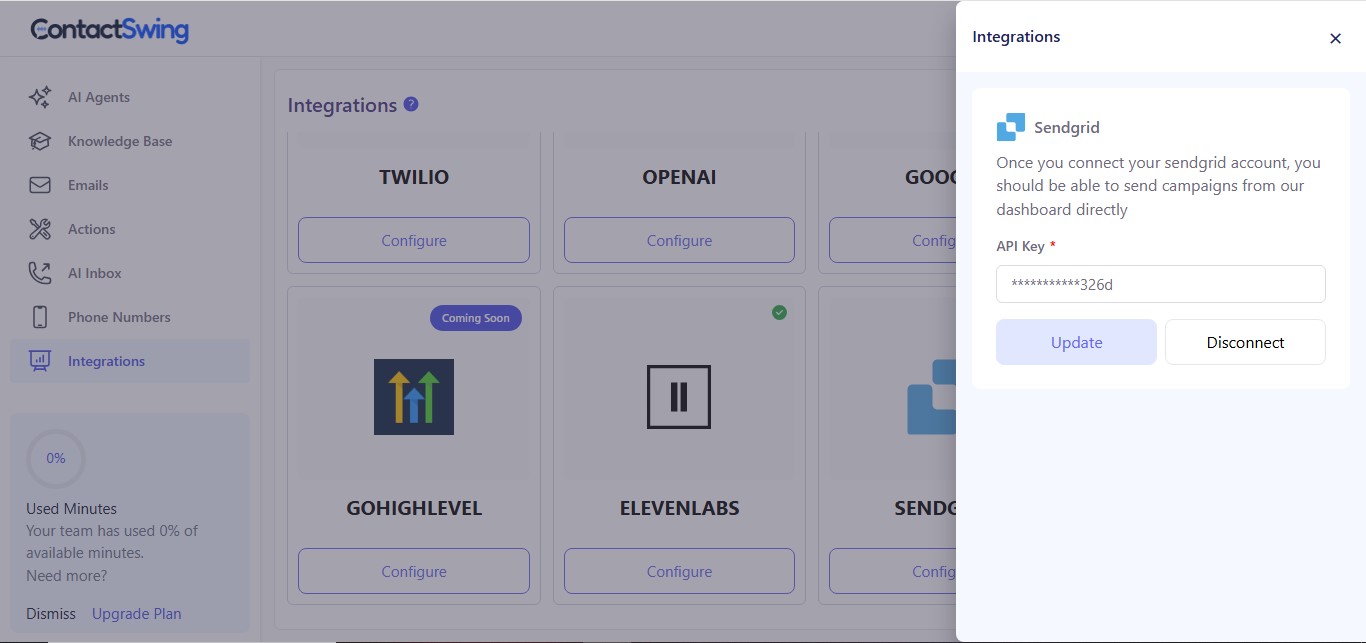 ContactSwing
AI Agents
Knowledge Base
Emails
Actions
AI Inbox
Phone Numbers
Integrations
0%
Used Minutes
Your team has used 0% of
available minutes.
Need more?
Dismiss Upgrade Plan
Integrations ?
TWILIO
Configure
OPENAI
Configure
GOOG
Config
Coming Soon
GOHIGHLEVEL
Configure
ELEVENLABS
Configure
SENDG
Config
Integrations
Sendgrid
Once you connect your sendgrid account, you
should be able to send campaigns from our
dashboard directly
API Key *
***********326d
Update Disconnect